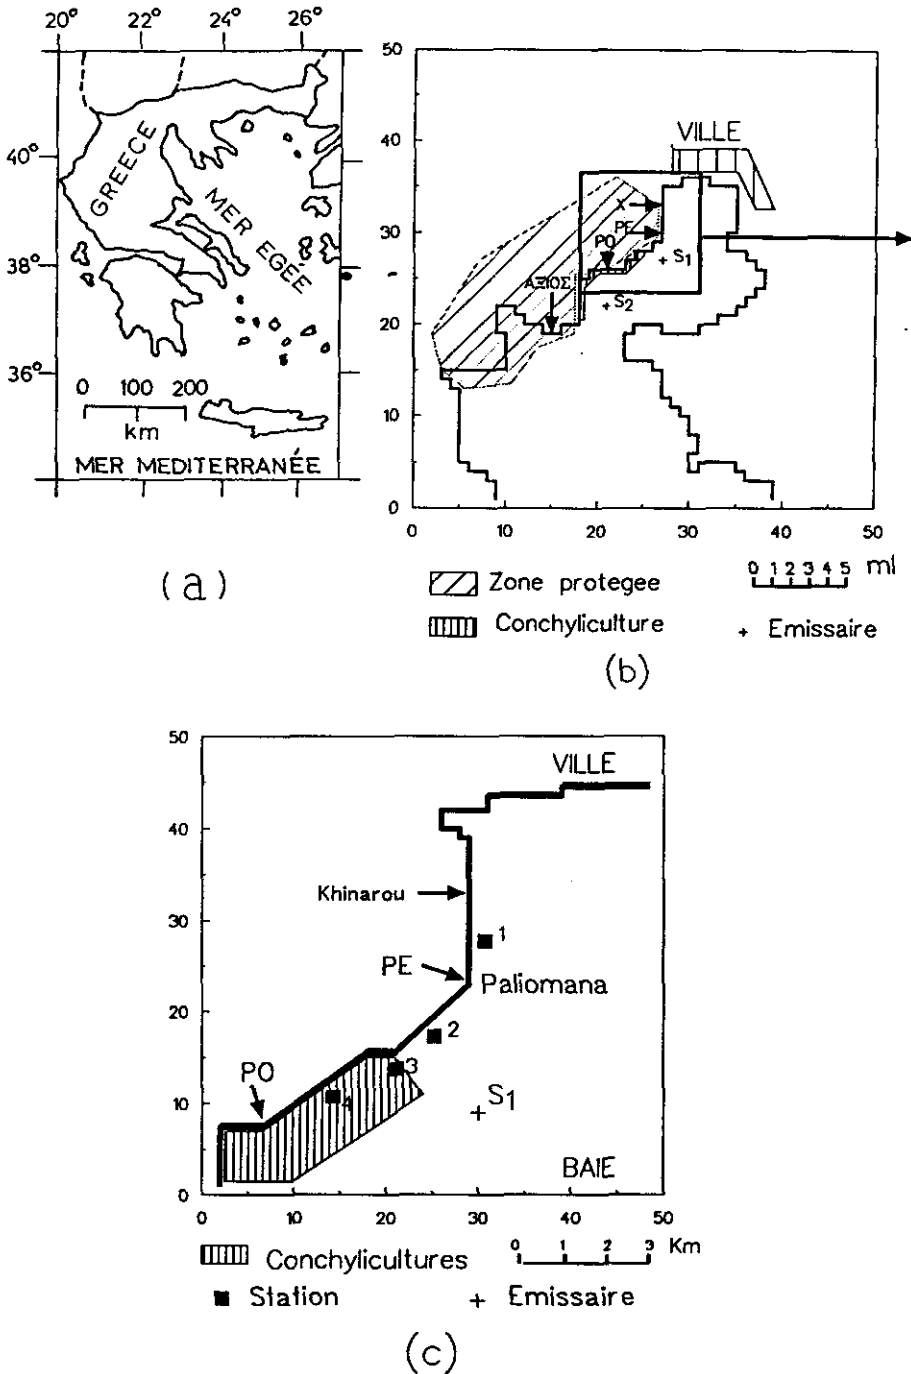 20° 22° 24° 26°
40°
38°
36°
GREECE
MER EGÉE
0 100 200
km
MER MEDITERRANÉE
(a)
50
40
30
20
10
0
0 10 20 30 40 50
VILLE
X
PE
PO
S1
S2
ΑΞΙΟΣ
0 1 2 3 4 5 ml
Zone protegee
Conchyliculture
+ Emissaire
(b)
50
40
30
20
10
0
0 10 20 30 40 50
VILLE
Khinarou
1
PE
Paliomana
2
PO
3
4
S1
BAIE
0 1 2 3 Km
Conchylicultures
Station
+ Emissaire
(c)